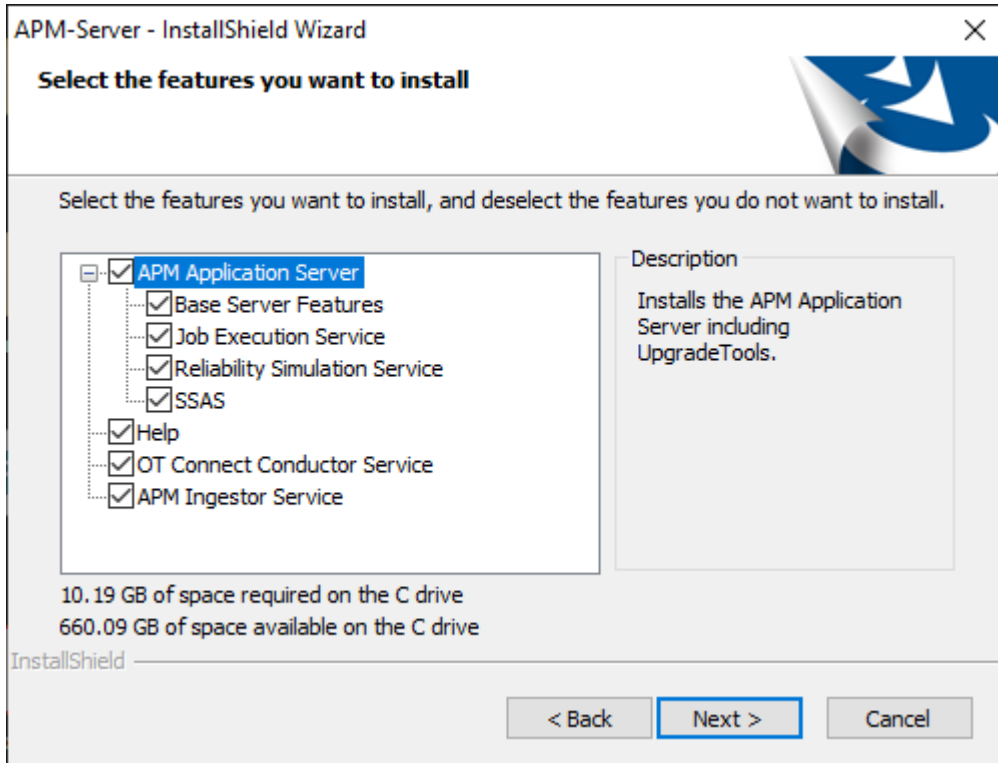 APM-Server - InstallShield Wizard
Select the features you want to install
Select the features you want to install, and deselect the features you do not want to install.
APM Application Server
Base Server Features
Job Execution Service
Reliability Simulation Service
SSAS
Help
OT Connect Conductor Service
APM Ingestor Service
Description
Installs the APM Application
Server including
UpgradeTools.
10.19 GB of space required on the C drive
660.09 GB of space available on the C drive
InstallShield
< Back
Next >
Cancel